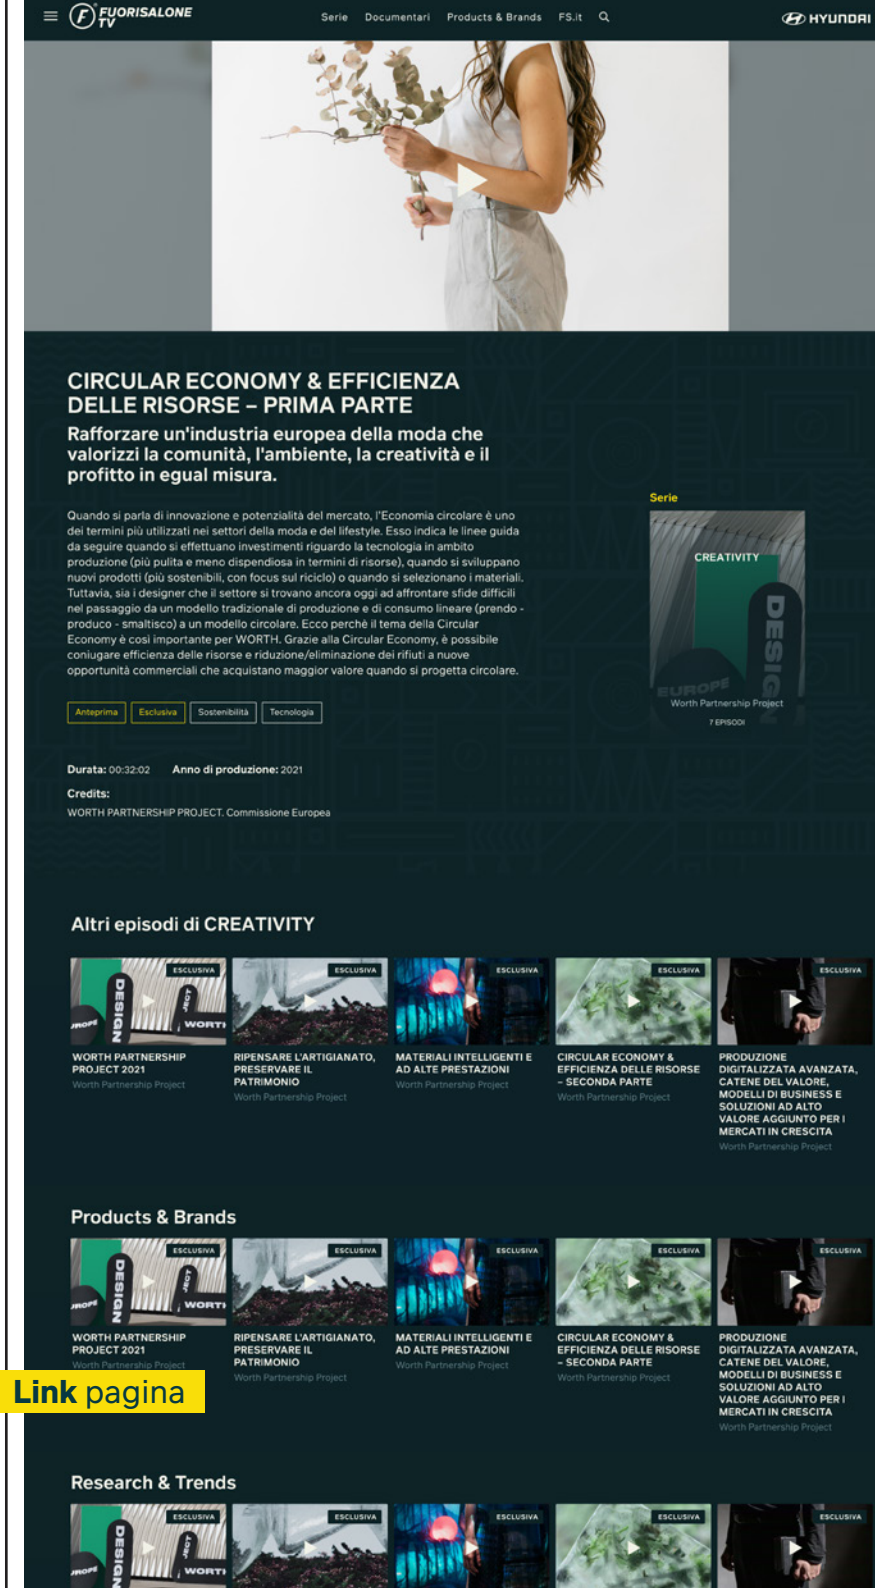 FUORISALONE
TV
Serie Documentari Products & Brands FS.it
HYUNDAI
CIRCULAR ECONOMY & EFFICIENZA
DELLE RISORSE – PRIMA PARTE
Rafforzare un'industria europea della moda che
valorizzi la comunità, l'ambiente, la creatività e il
profitto in egual misura.
Quando si parla di innovazione e potenzialità del mercato, l'Economia circolare è uno
dei termini più utilizzati nei settori della moda e del lifestyle. Esso indica le linee guida
da seguire quando si effettuano investimenti riguardo la tecnologia in ambito
produzione (più pulita e meno dispendiosa in termini di risorse), quando si sviluppano
nuovi prodotti (più sostenibili, con focus sul riciclo) o quando si selezionano i materiali.
Tuttavia, sia i designer che il settore si trovano ancora oggi ad affrontare sfide difficili
nel passaggio da un modello tradizionale di produzione e di consumo lineare (prendo -
produco - smaltisco) a un modello circolare. Ecco perché il tema della Circular
Economy è così importante per WORTH. Grazie alla Circular Economy, è possibile
coniugare efficienza delle risorse e riduzione/eliminazione dei rifiuti a nuove
opportunità commerciali che acquistano maggior valore quando si progetta circolare.
Anteprima Esclusiva Sostenibilità Tecnologia
Durata: 00:32:02 Anno di produzione: 2021
Credits:
WORTH PARTNERSHIP PROJECT. Commissione Europea
Serie
CREATIVITY
DESIGN
EUROPE
Worth Partnership Project
7 EPISODI
Altri episodi di CREATIVITY
ESCLUSIVA
DESIGN
WORTH PARTNERSHIP
PROJECT 2021
Worth Partnership Project
ESCLUSIVA
RIPENSARE L'ARTIGIANATO,
PRESERVARE IL
PATRIMONIO
Worth Partnership Project
ESCLUSIVA
MATERIALI INTELLIGENTI E
AD ALTE PRESTAZIONI
Worth Partnership Project
ESCLUSIVA
CIRCULAR ECONOMY &
EFFICIENZA DELLE RISORSE
– SECONDA PARTE
Worth Partnership Project
ESCLUSIVA
PRODUZIONE
DIGITALIZZATA AVANZATA,
CATENE DEL VALORE,
MODELLI DI BUSINESS E
SOLUZIONI AD ALTO
VALORE AGGIUNTO PER I
MERCATI IN CRESCITA
Worth Partnership Project
Products & Brands
ESCLUSIVA
DESIGN
WORTH PARTNERSHIP
PROJECT 2021
Worth Partnership Project
ESCLUSIVA
RIPENSARE L'ARTIGIANATO,
PRESERVARE IL
PATRIMONIO
Worth Partnership Project
ESCLUSIVA
MATERIALI INTELLIGENTI E
AD ALTE PRESTAZIONI
Worth Partnership Project
ESCLUSIVA
CIRCULAR ECONOMY &
EFFICIENZA DELLE RISORSE
– SECONDA PARTE
Worth Partnership Project
ESCLUSIVA
PRODUZIONE
DIGITALIZZATA AVANZATA,
CATENE DEL VALORE,
MODELLI DI BUSINESS E
SOLUZIONI AD ALTO
VALORE AGGIUNTO PER I
MERCATI IN CRESCITA
Worth Partnership Project
Link pagina
Research & Trends
ESCLUSIVA
DESIGN
ESCLUSIVA
ESCLUSIVA
ESCLUSIVA
ESCLUSIVA